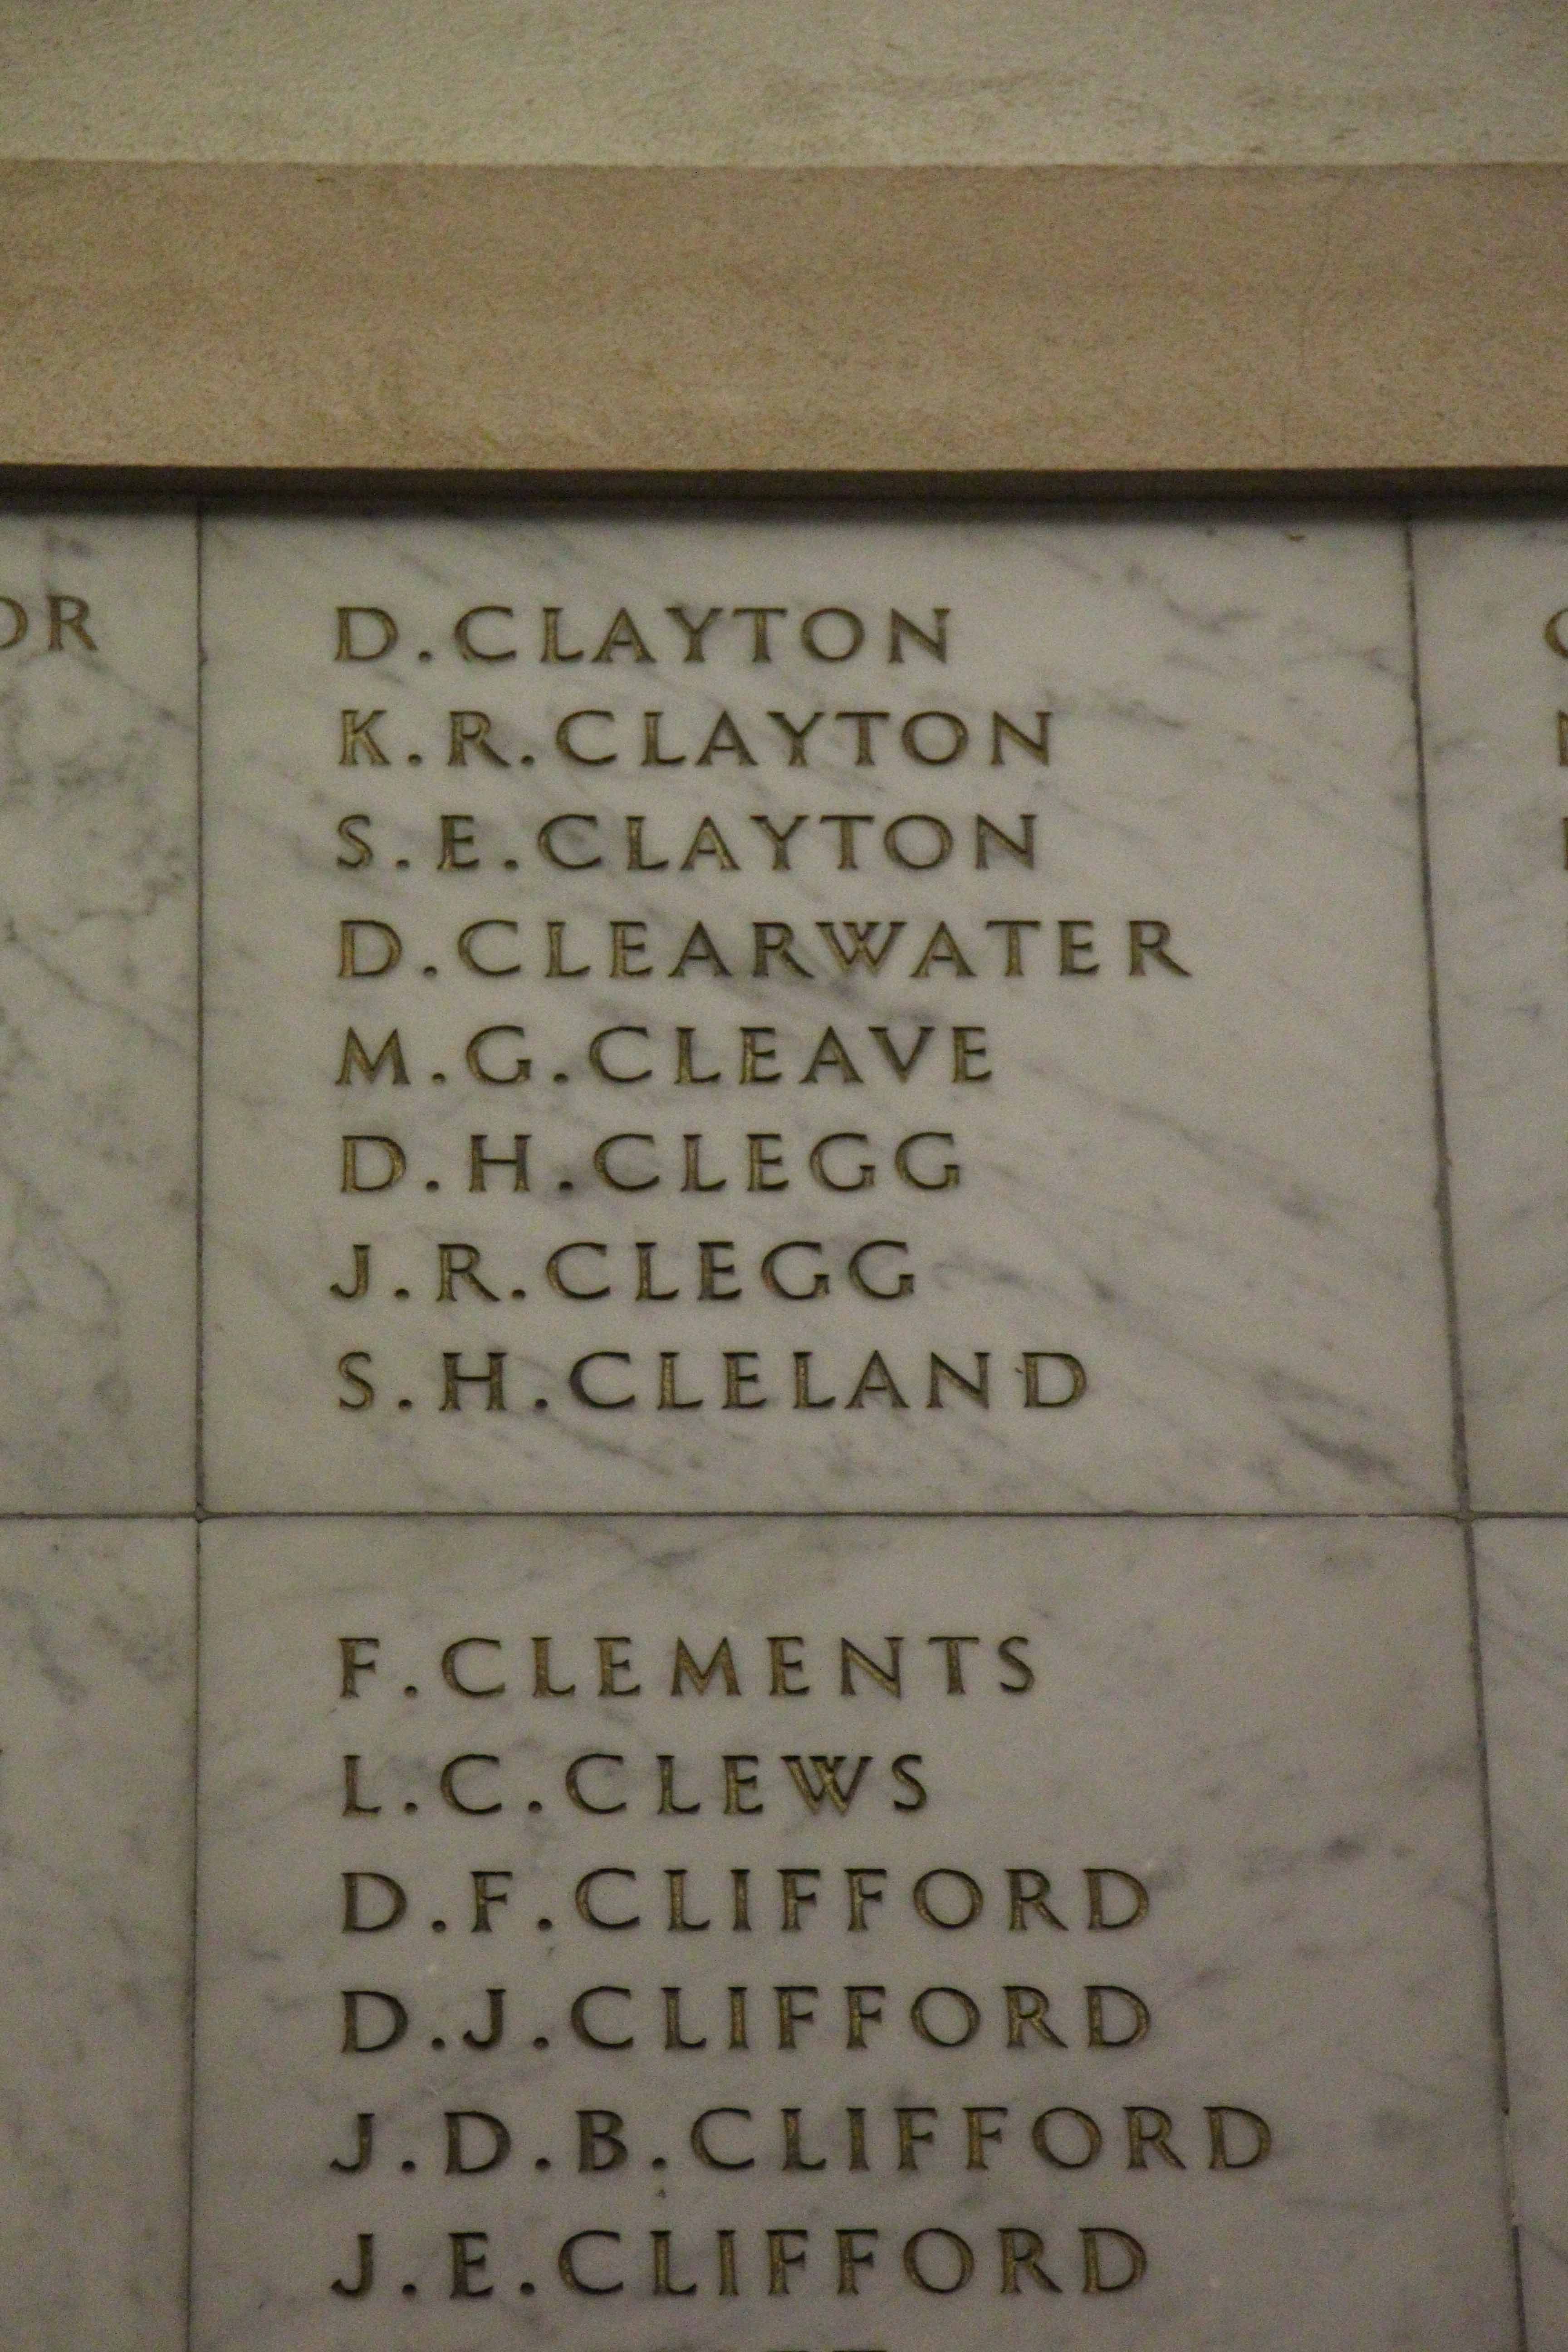 D. CLAYTON
K. R. CLAYTON
S. E. CLAYTON
D. CLEARWATER
M. G. CLEAVE
D. H. CLEGG
J. R. CLEGG
S. H. CLELAND
F. CLEMENTS
L. C. CLEWS
D. F. CLIFFORD
D. J. CLIFFORD
J. D. B. CLIFFORD
J. E. CLIFFORD